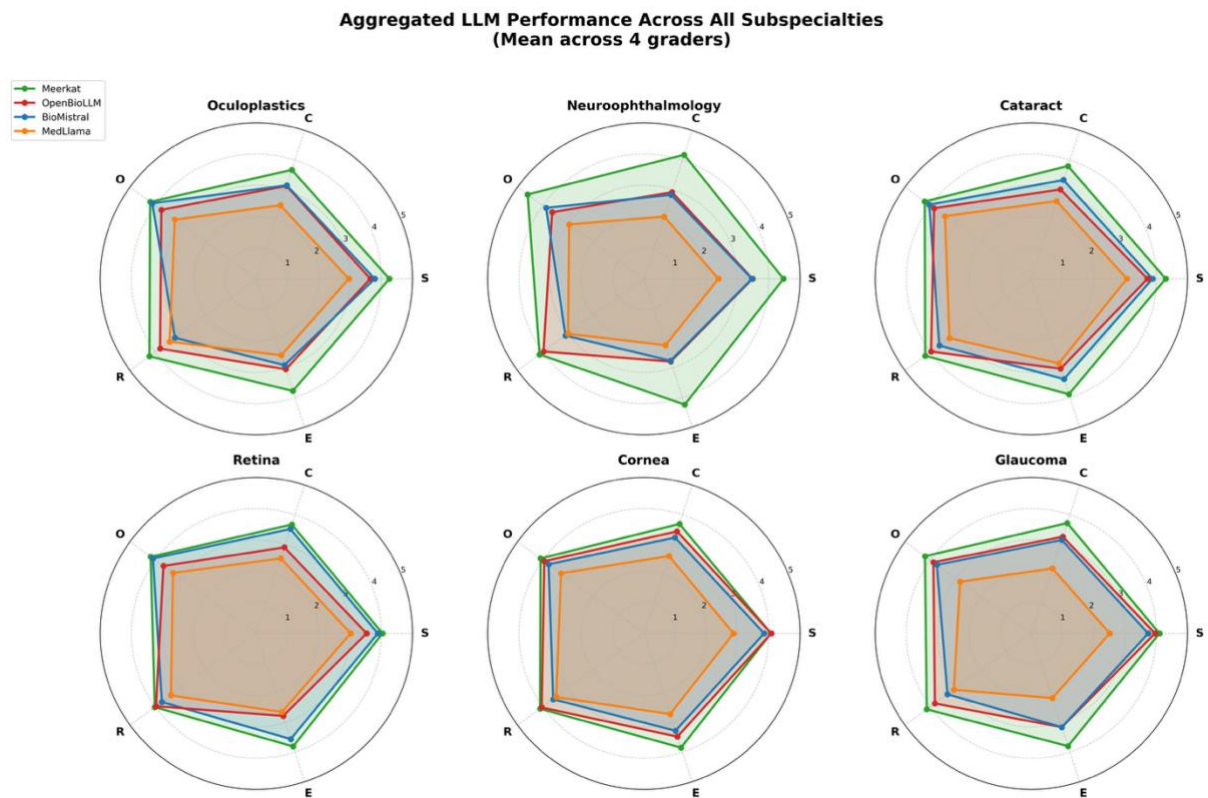 Aggregated LLM Performance Across All Subspecialties
(Mean across 4 graders)
Meerkat
OpenBioLLM
BioMistral
MedLlama
Oculoplastics
C
O
S
R
E
1
2
3
4
5
Neuroophthalmology
C
O
S
R
E
1
2
3
4
5
Cataract
C
O
S
R
E
1
2
3
4
5
Retina
C
O
S
R
E
1
2
3
4
5
Cornea
C
O
S
R
E
1
2
4
5
Glaucoma
C
O
S
R
E
1
2
3
4
5